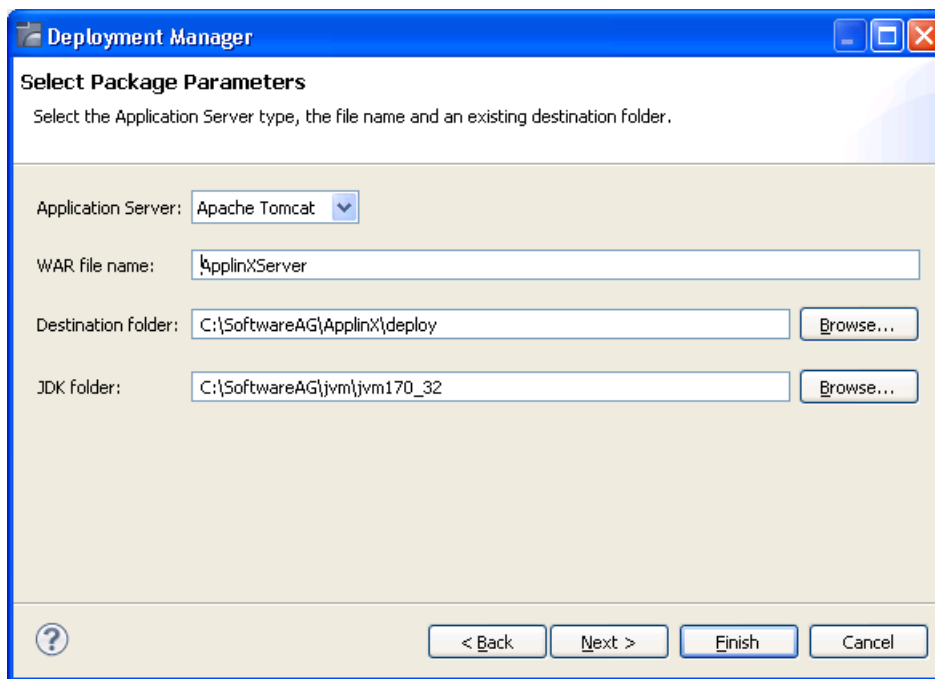 Deployment Manager
Select Package Parameters
Select the Application Server type, the file name and an existing destination folder.
Application Server: Apache Tomcat
WAR file name: ApplinXServer
Destination folder: C:\SoftwareAG\ApplinX\deploy Browse...
JDK folder: C:\SoftwareAG\jvm\jvm170_32 Browse...
? < Back Next > Finish Cancel